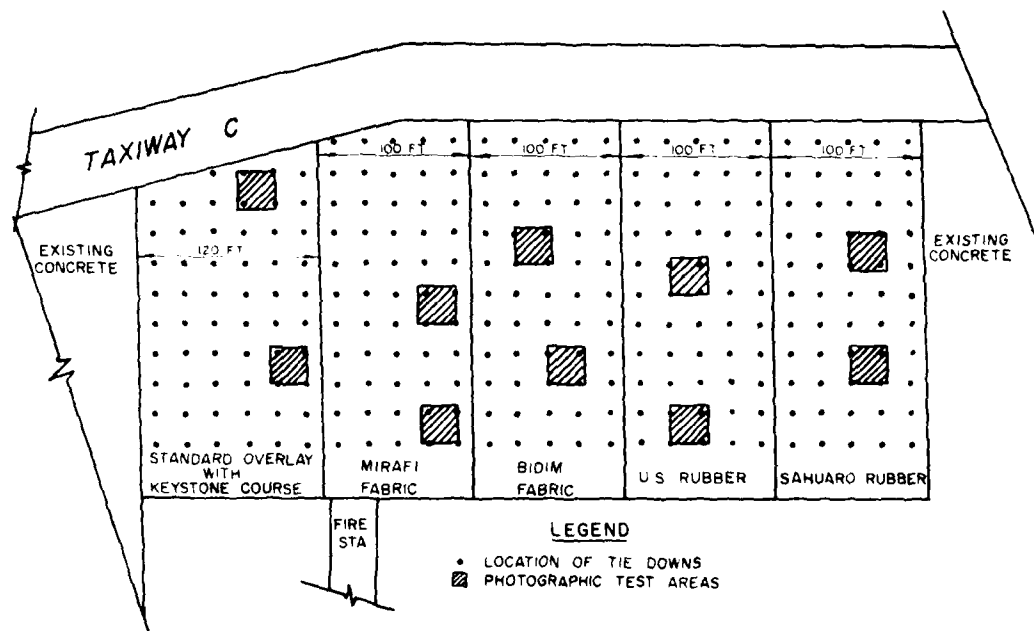 TAXIWAY C
100 FT
100 FT
100 FT
100 FT
EXISTING
CONCRETE
120 FT
EXISTING
CONCRETE
STANDARD OVERLAY
WITH
KEYSTONE COURSE
MIRAFI
FABRIC
BIDIM
FABRIC
U S RUBBER
SAHUARO RUBBER
FIRE
STA
LEGEND
LOCATION OF TIE DOWNS
PHOTOGRAPHIC TEST AREAS